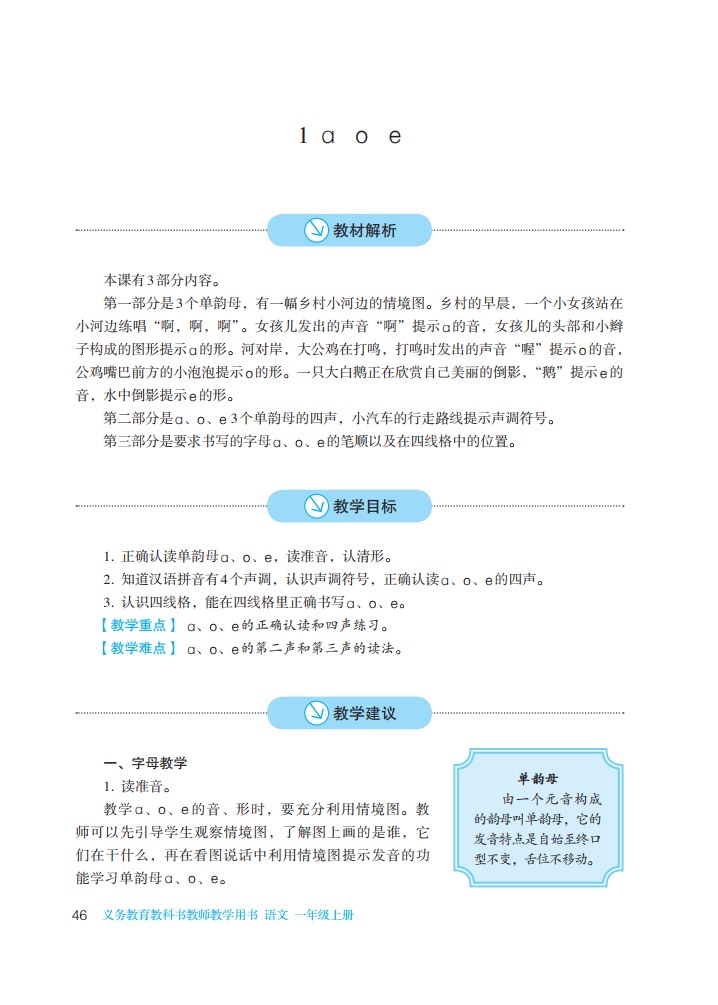 1 ɑ o e
教材解析
本课有3部分内容。
第一部分是3个单韵母，有一幅乡村小河边的情境图。乡村的早晨，一个小女孩站在
小河边练唱“啊，啊，啊”。女孩儿发出的声音“啊”提示ɑ的音，女孩儿的头部和小辫
子构成的图形提示ɑ的形。河对岸，大公鸡在打鸣，打鸣时发出的声音“喔”提示o的音，
公鸡嘴巴前方的小泡泡提示o的形。一只大白鹅正在欣赏自己美丽的倒影，“鹅”提示e的
音，水中倒影提示e的形。
第二部分是ɑ、o、e 3个单韵母的四声，小汽车的行走路线提示声调符号。
第三部分是要求书写的字母ɑ、o、e的笔顺以及在四线格中的位置。
教学目标
1. 正确认读单韵母ɑ、o、e，读准音，认清形。
2. 知道汉语拼音有4个声调，认识声调符号，正确认读ɑ、o、e的四声。
3. 认识四线格，能在四线格里正确书写ɑ、o、e。
【教学重点】 ɑ、o、e的正确认读和四声练习。
【教学难点】 ɑ、o、e的第二声和第三声的读法。
教学建议
一、字母教学
1. 读准音。
教学ɑ、o、e的音、形时，要充分利用情境图。教
师可以先引导学生观察情境图，了解图上画的是谁，它
们在干什么，再在看图说话中利用情境图提示发音的功
能学习单韵母ɑ、o、e。
单韵母
由一个元音构成
的韵母叫单韵母，它的
发音特点是自始至终口
型不变，舌位不移动。
46 义务教育教科书教师教学用书 语文 一年级上册